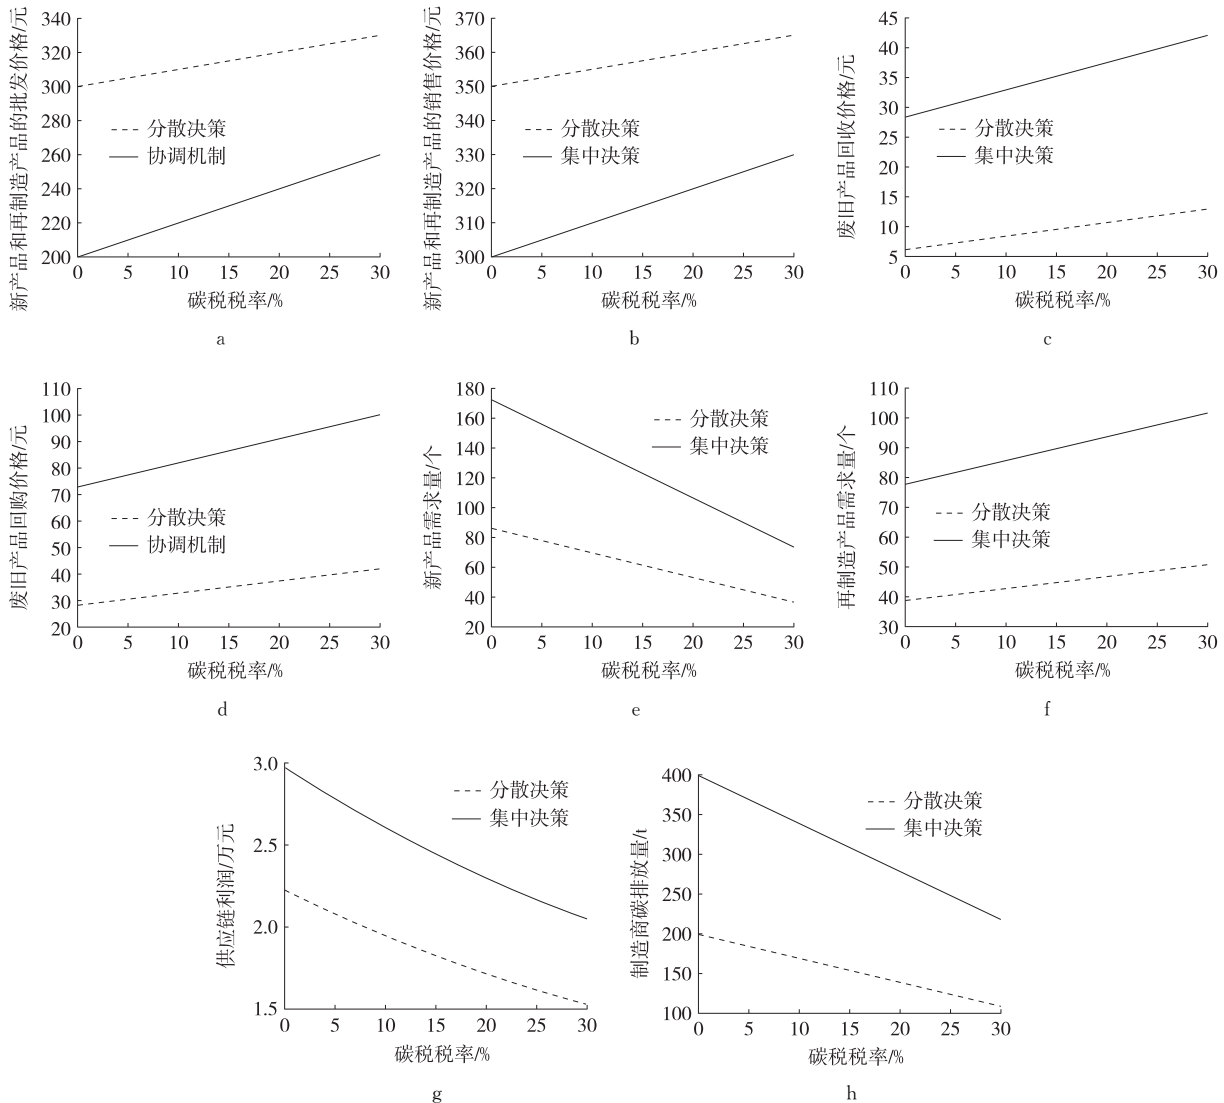 新产品和再制造产品的批发价格/元
340
320
300
280
260
240
220
200
分散决策
协调机制
0 5 10 15 20 25 30
碳税税率/%
a
新产品和再制造产品的销售价格/元
370
360
350
340
330
320
310
300
分散决策
集中决策
0 5 10 15 20 25 30
碳税税率/%
b
废旧产品回收价格/元
45
40
35
30
25
20
15
10
5
分散决策
集中决策
0 5 10 15 20 25 30
碳税税率/%
c
废旧产品回购价格/元
110
100
90
80
70
60
50
40
30
20
分散决策
协调机制
0 5 10 15 20 25 30
碳税税率/%
d
新产品需求量/个
180
160
140
120
100
80
60
40
20
分散决策
集中决策
0 5 10 15 20 25 30
碳税税率/%
e
再制造产品需求量/个
110
100
90
80
70
60
50
40
30
分散决策
集中决策
0 5 10 15 20 25 30
碳税税率/%
f
供应链利润/万元
3.0
2.5
2.0
1.5
分散决策
集中决策
0 5 10 15 20 25 30
碳税税率/%
g
制造商碳排放量/t
400
350
300
250
200
150
100
分散决策
集中决策
0 5 10 15 20 25 30
碳税税率/%
h